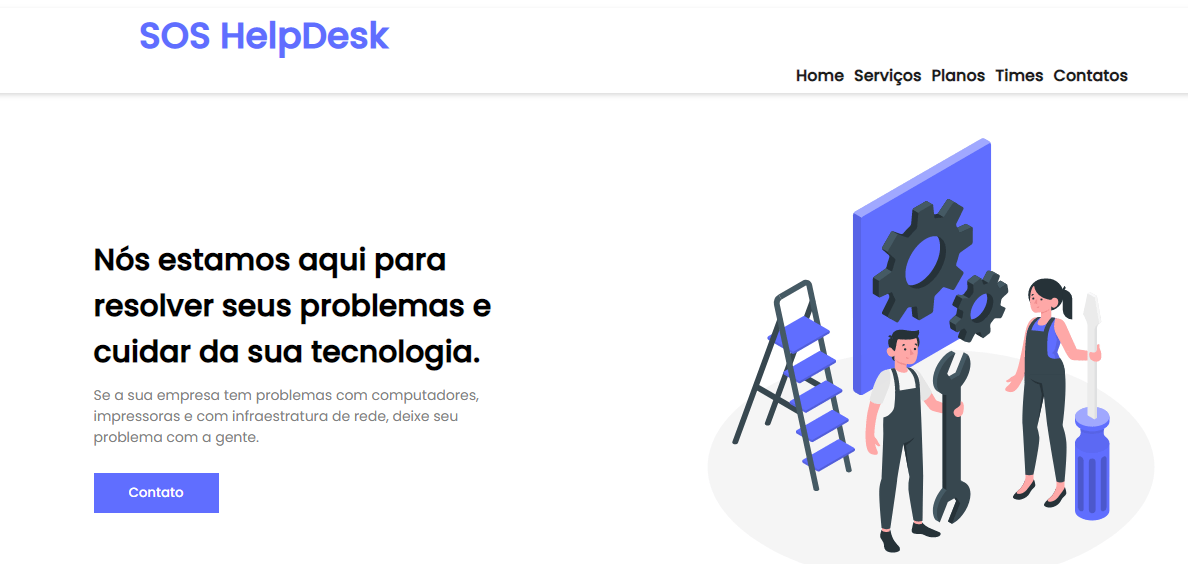 SOS HelpDesk
Home Serviços Planos Times Contatos
Nós estamos aqui para
resolver seus problemas e
cuidar da sua tecnologia.
Se a sua empresa tem problemas com computadores,
impressoras e com infraestratura de rede, deixe seu
problema com a gente.
Contato